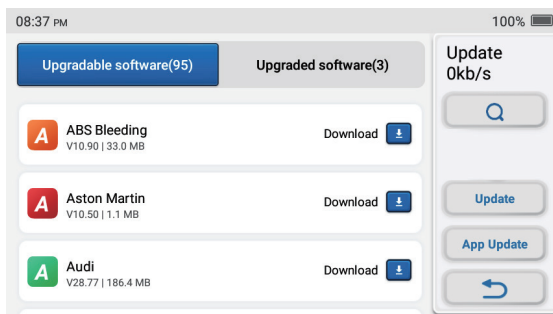 08:37 PM
100%
Upgradable software(95)
Upgraded software(3)
Update
0kb/s
A
ABS Bleeding
V10.90 | 33.0 MB
Download
A
Aston Martin
V10.50 | 1.1 MB
Download
Update
A
Audi
V28.77 | 186.4 MB
Download
App Update